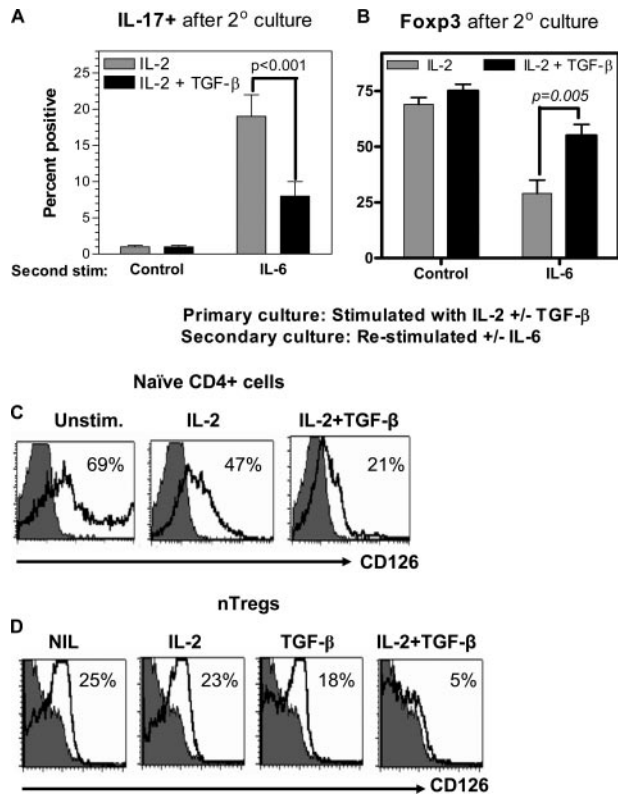 A
IL-17+ after 2° culture
IL-2
IL-2 + TGF-β
p<0.001
Percent positive
25
20
15
10
5
0
Second stim:
Control
IL-6
B
Foxp3 after 2° culture
IL-2
IL-2 + TGF-β
p=0.005
75
50
25
0
Control
IL-6
Primary culture: Stimulated with IL-2 +/- TGF-β
Secondary culture: Re-stimulated +/- IL-6
Naïve CD4+ cells
C
Unstim.
IL-2
IL-2+TGF-β
69%
47%
21%
CD126
nTregs
D
NIL
IL-2
TGF-β
IL-2+TGF-β
25%
23%
18%
5%
CD126